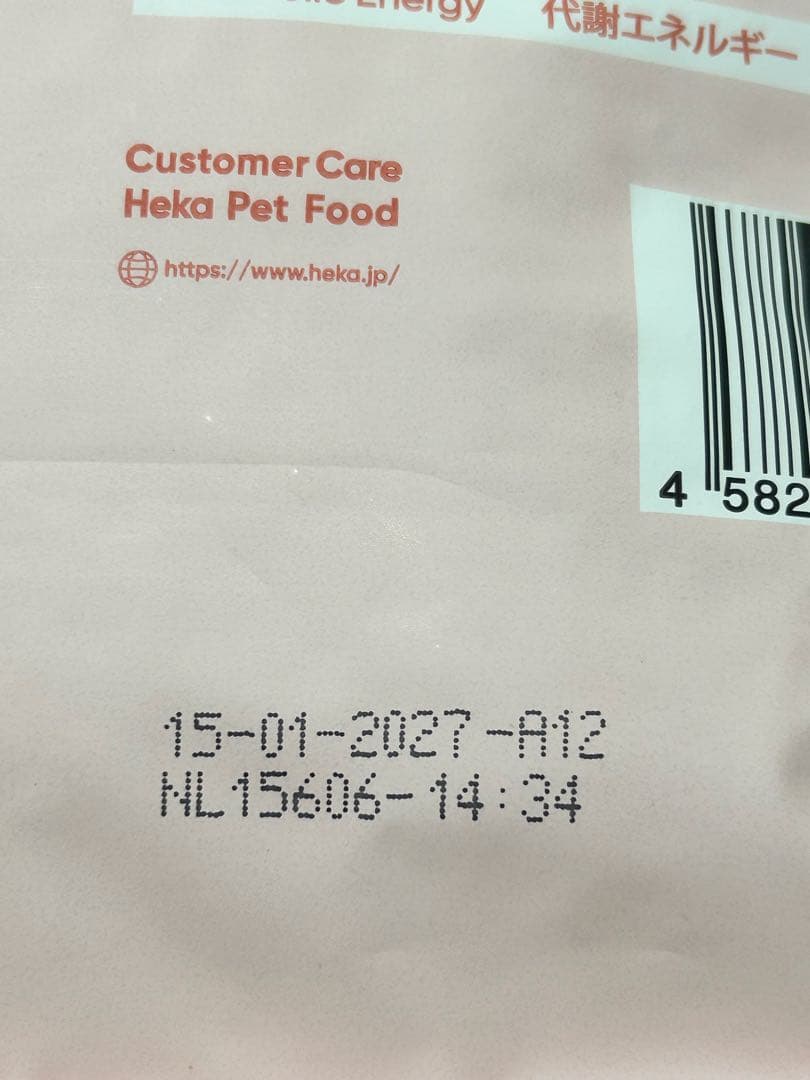 Energy 代謝エネルギー
Customer Care
Heka Pet Food
https://www.heka.jp/
4 582
15-01-2027-A12
NL15606-14:34